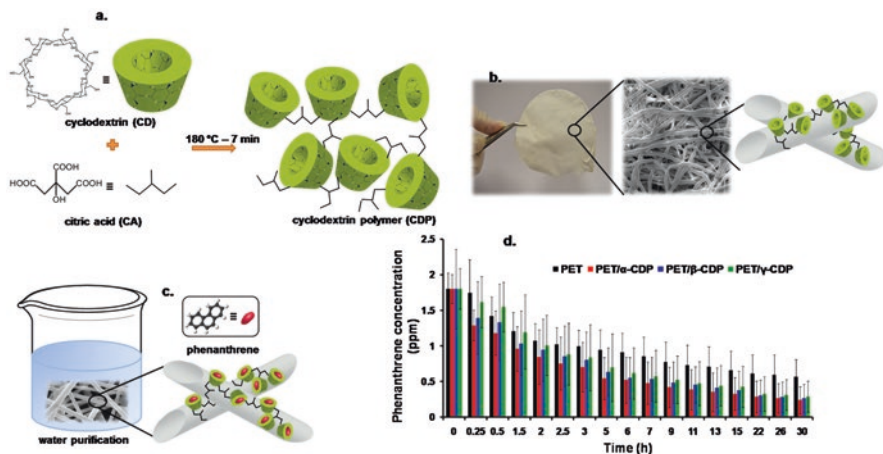 a.
cyclodextrin (CD)
180 °C – 7 min
COOH
HOOC
COOH
OH
citric acid (CA)
cyclodextrin polymer (CDP)
b.
c.
phenanthrene
water purification
d.
PET PET/α-CDP PET/β-CDP PET/γ-CDP
Phenanthrene concentration
(ppm)
2.5
2
1.5
1
0.5
0
0 0.25 0.5 1.5 2 2.5 3 5 6 7 9 11 13 15 22 26 30
Time (h)